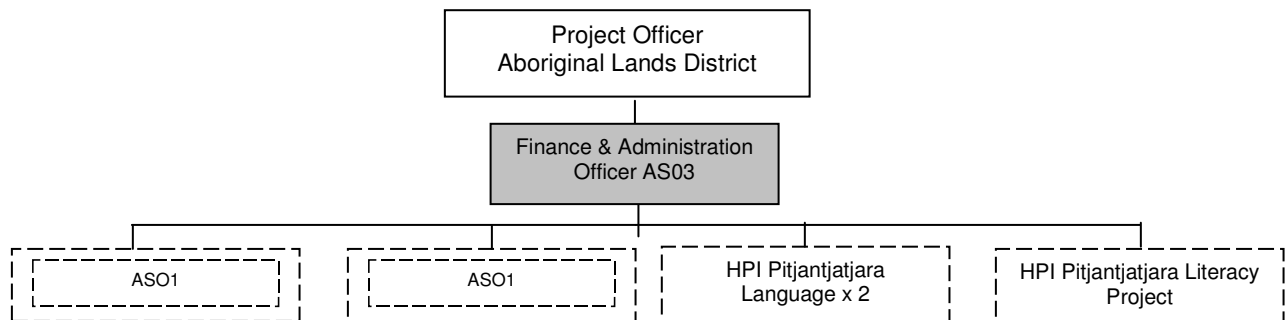 Project Officer
Aboriginal Lands District
Finance & Administration
Officer AS03
ASO1
ASO1
HPI Pitjantjatjara
Language x 2
HPI Pitjantjatjara Literacy
Project